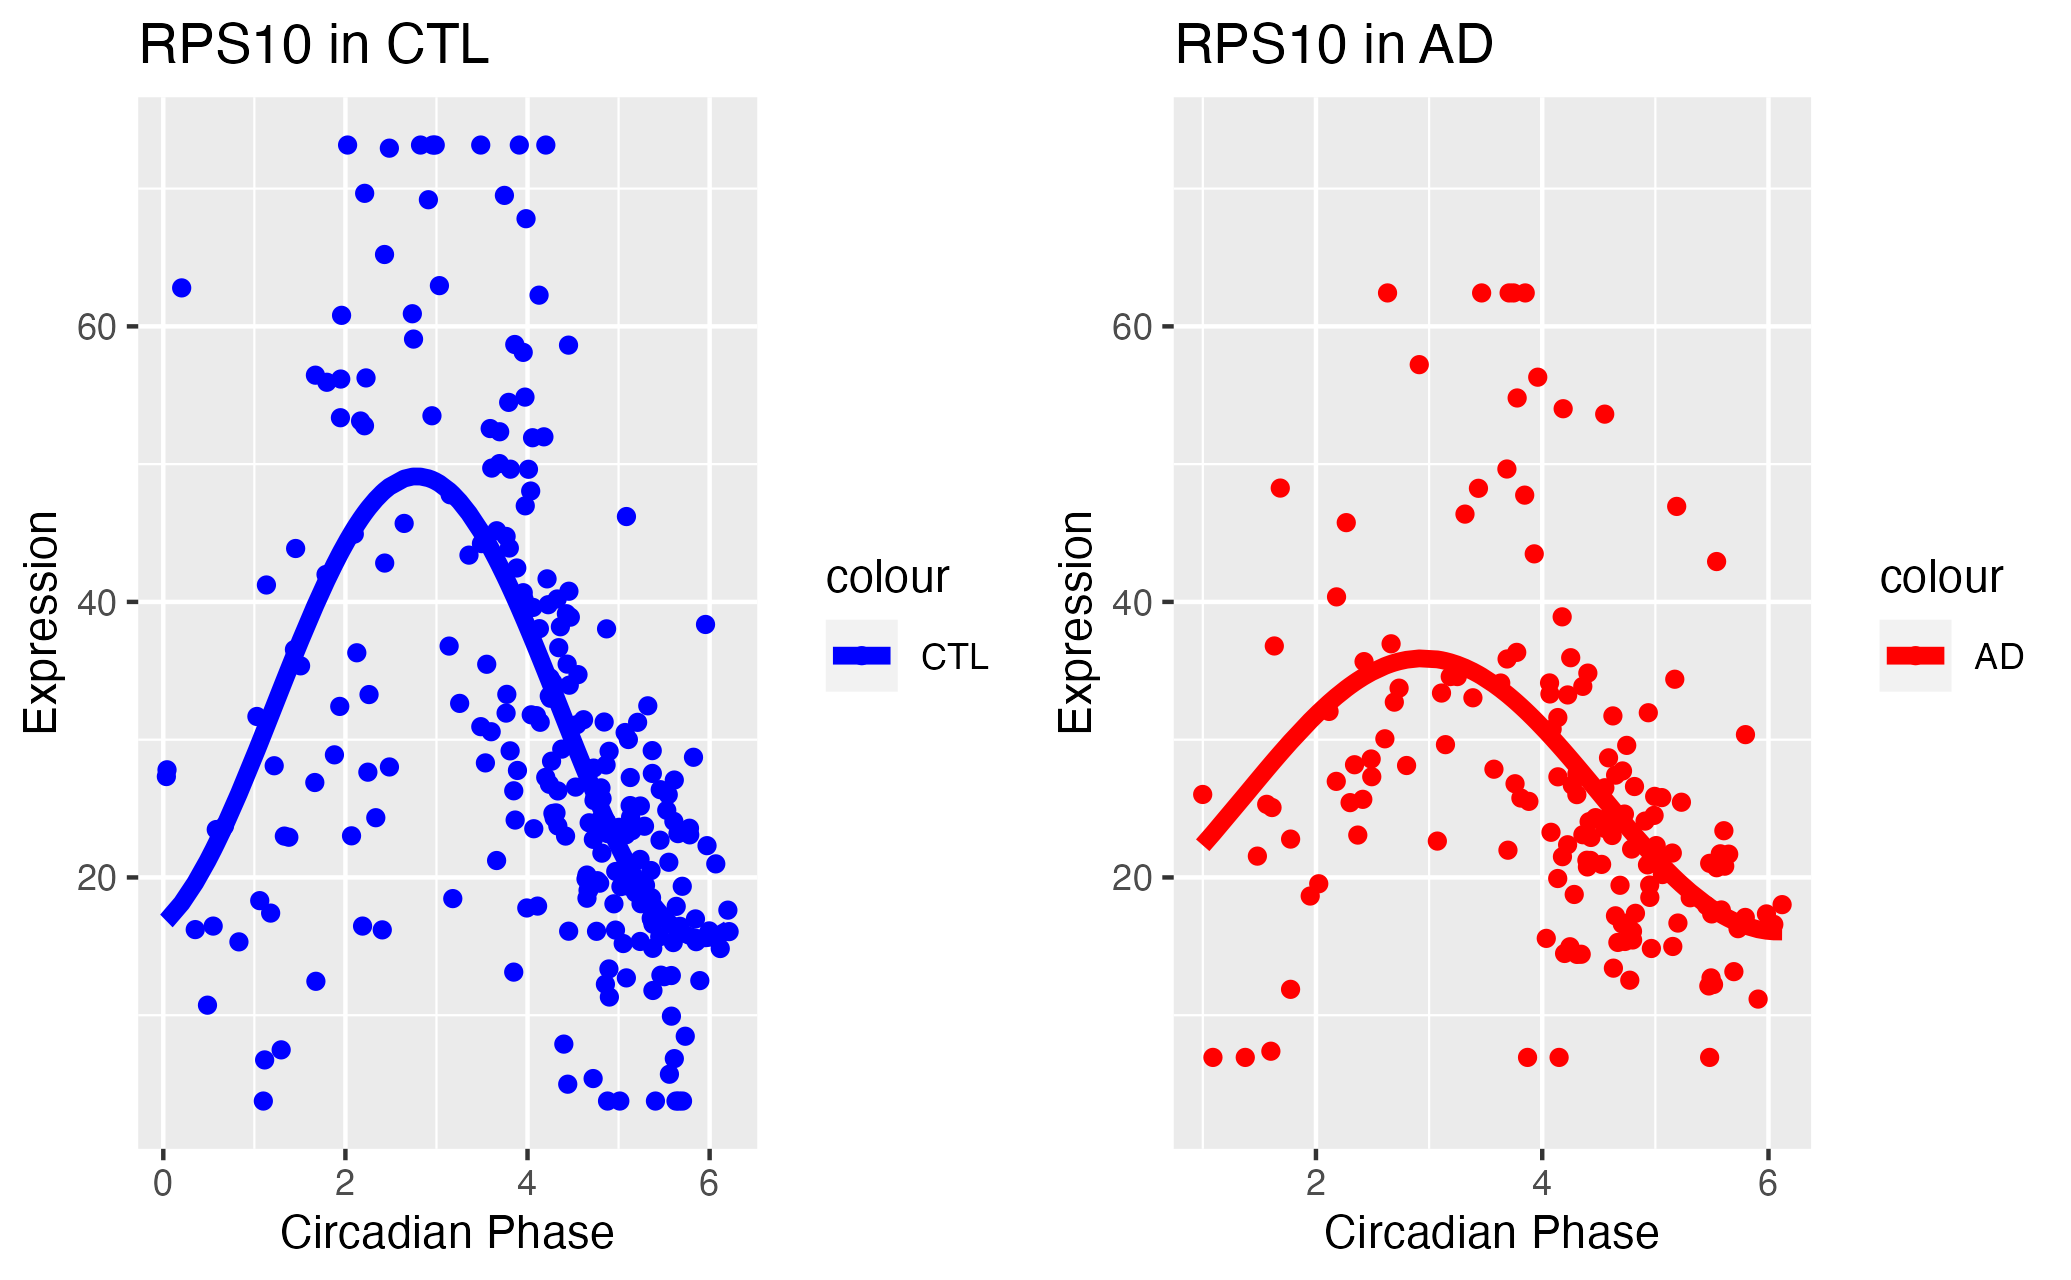 RPS10 in CTL
Expression
60
40
20
0 2 4 6
Circadian Phase
colour
CTL
RPS10 in AD
Expression
60
40
20
2 4 6
Circadian Phase
colour
AD